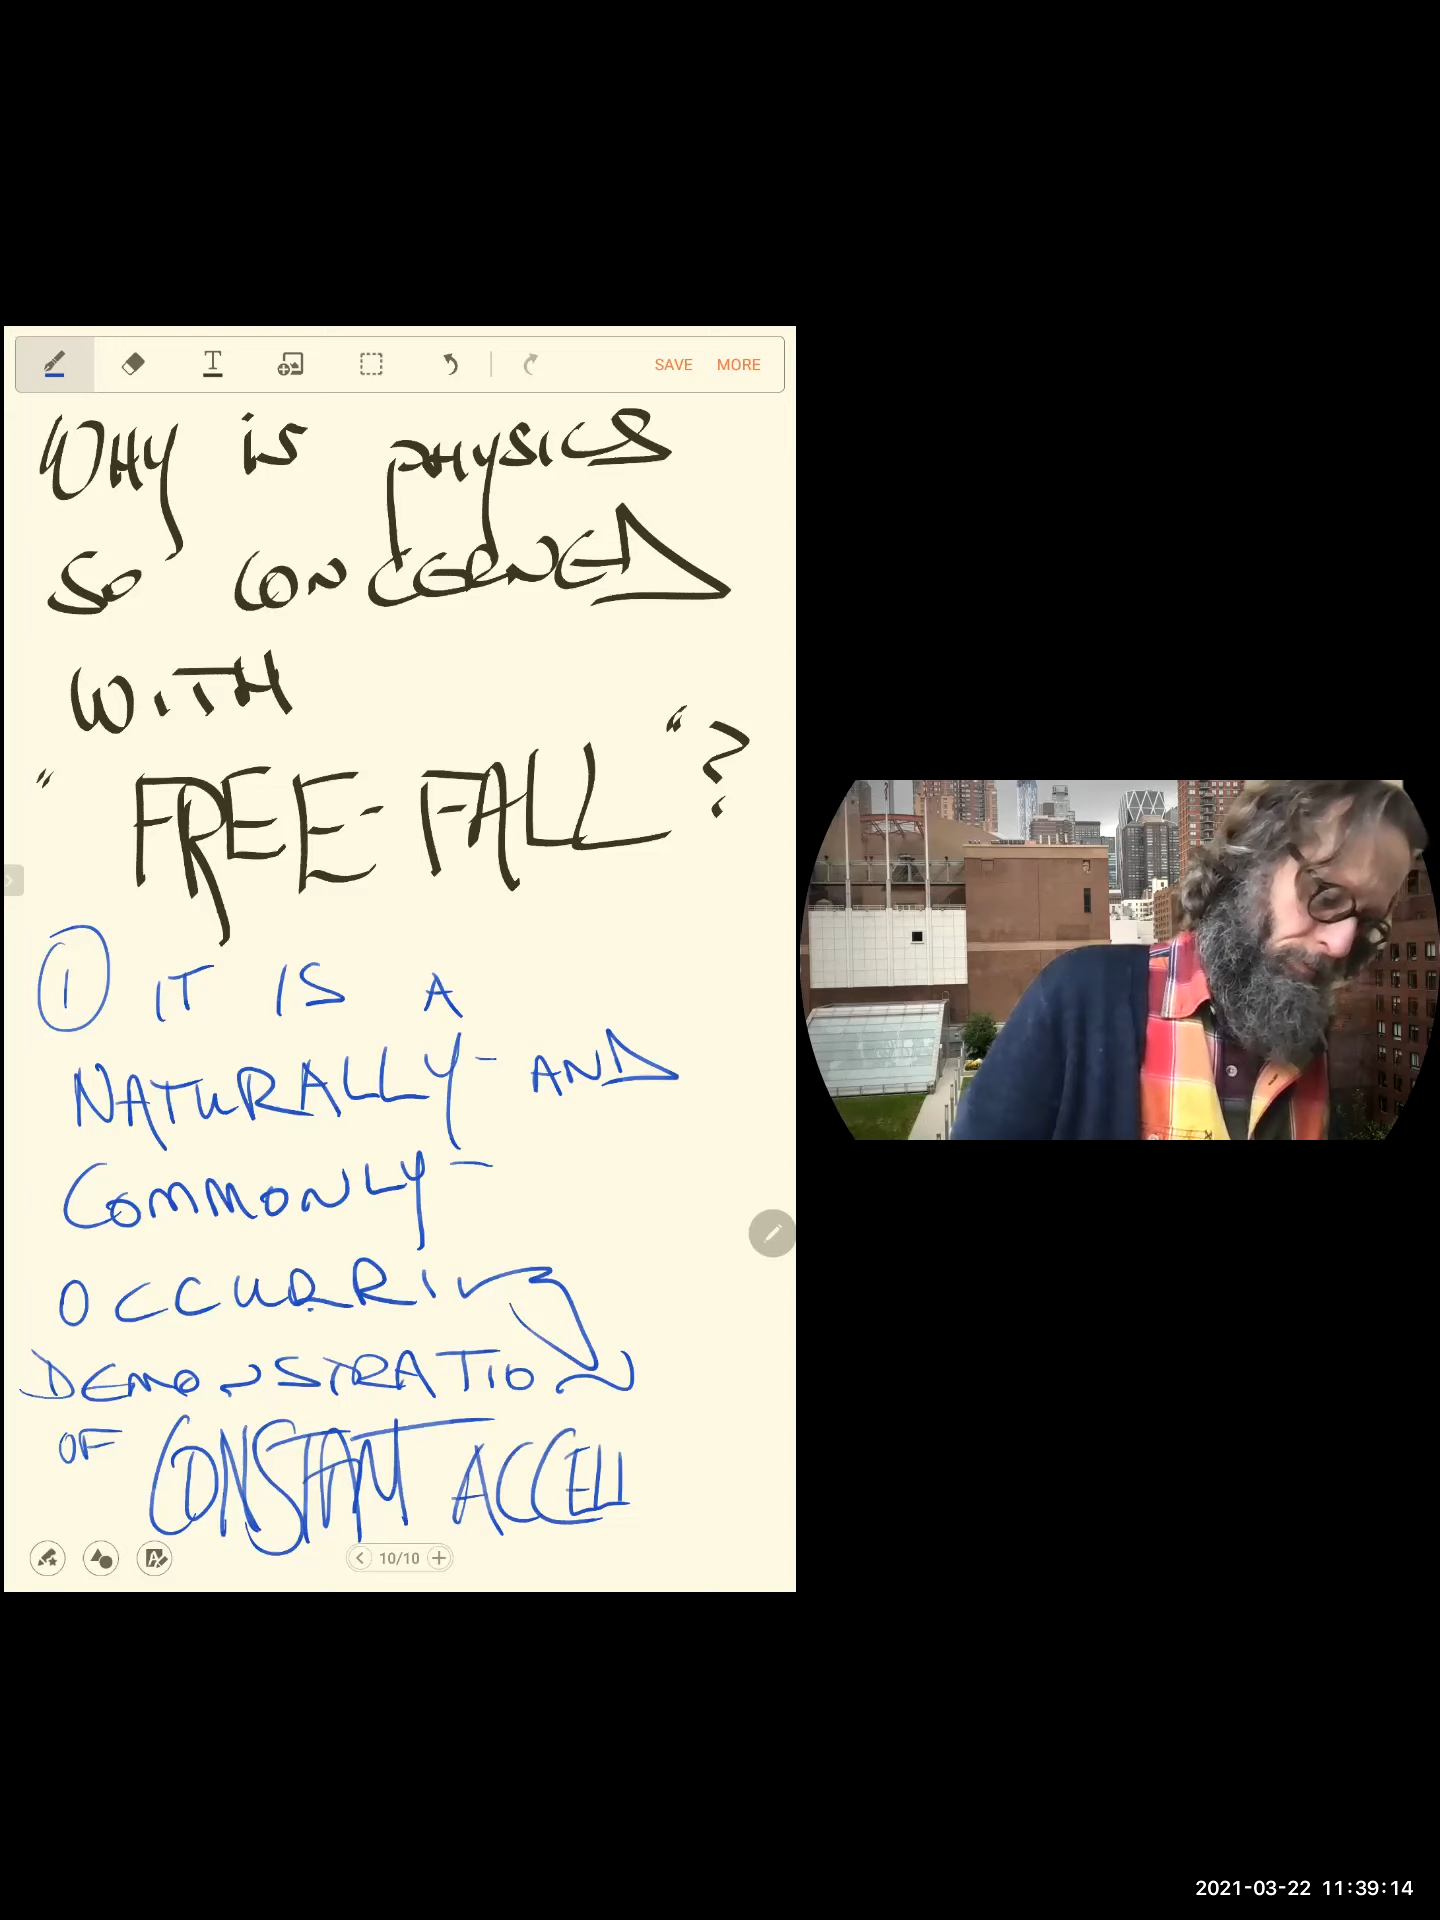 SAVE MORE
WHY IS PHYSICS
SO CONCERNED
WITH
"FREE-FALL"?
① IT IS A
NATURALLY- AND
COMMONLY-
OCCURRING
DEMONSTRATION
OF CONSTANT ACCELL
10/10
2021-03-22 11:39:14